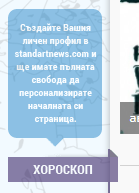 Създайте Вашия
личен профил в
standartnews.com и
ще имате пълната
свобода да
персонализирате
началната си
страница.
ХОРОСКОП